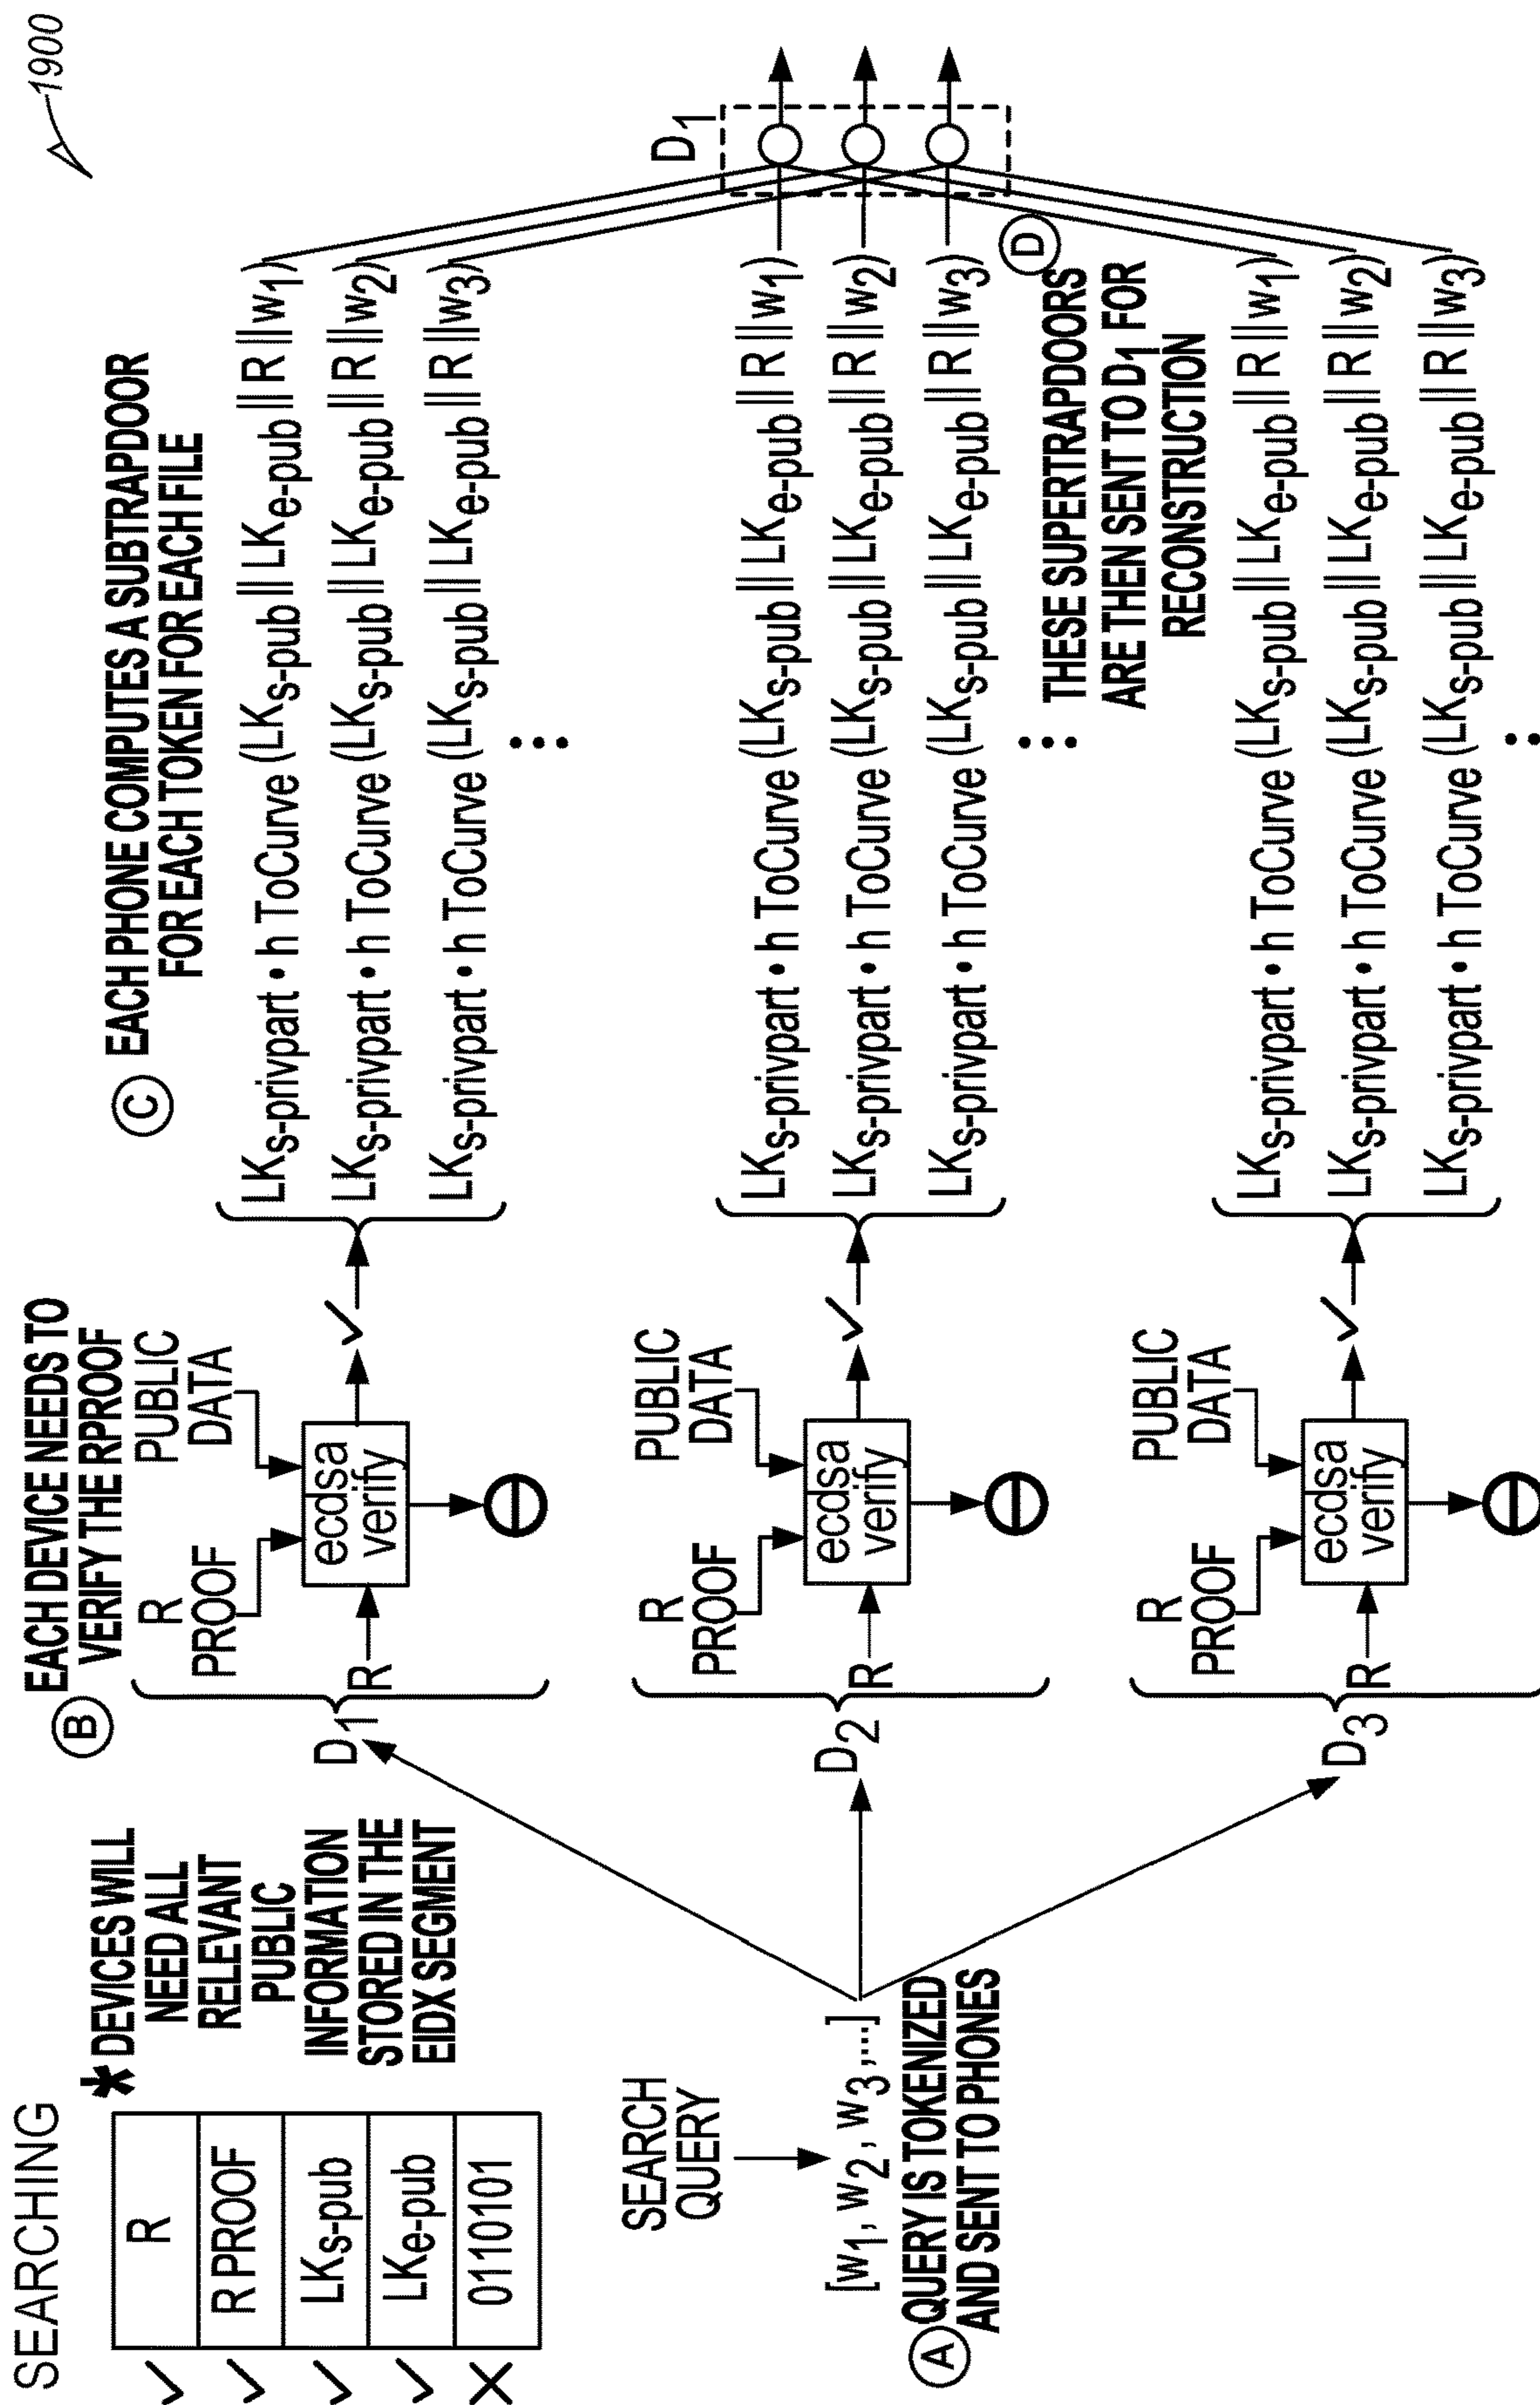 1900
SEARCHING
R
R PROOF
LKs-pub
LKe-pub
0110101
* DEVICES WILL
NEED ALL
RELEVANT
PUBLIC
INFORMATION
STORED IN THE
EIDX SEGMENT
SEARCH
QUERY
[w1, w2, w3,...]
A QUERY IS TOKENIZED
AND SENT TO PHONES
B EACH DEVICE NEEDS TO
VERIFY THE RPROOF
D1
R
PROOF
PUBLIC
DATA
R
ecdsa
verify
D2
R
PROOF
PUBLIC
DATA
R
ecdsa
verify
D3
R
PROOF
PUBLIC
DATA
R
ecdsa
verify
C EACH PHONE COMPUTES A SUBTRAPDOOR
FOR EACH TOKEN FOR EACH FILE
LKs-privpart • h ToCurve (LKs-pub || LKe-pub || R || w1)
LKs-privpart • h ToCurve (LKs-pub || LKe-pub || R || w2)
LKs-privpart • h ToCurve (LKs-pub || LKe-pub || R || w3)
LKs-privpart • h ToCurve (LKs-pub || LKe-pub || R || w1)
LKs-privpart • h ToCurve (LKs-pub || LKe-pub || R || w2)
LKs-privpart • h ToCurve (LKs-pub || LKe-pub || R || w3)
D
THESE SUPERTRAPDOORS
ARE THEN SENT TO D1 FOR
RECONSTRUCTION
LKs-privpart • h ToCurve (LKs-pub || LKe-pub || R || w1)
LKs-privpart • h ToCurve (LKs-pub || LKe-pub || R || w2)
LKs-privpart • h ToCurve (LKs-pub || LKe-pub || R || w3)
D1